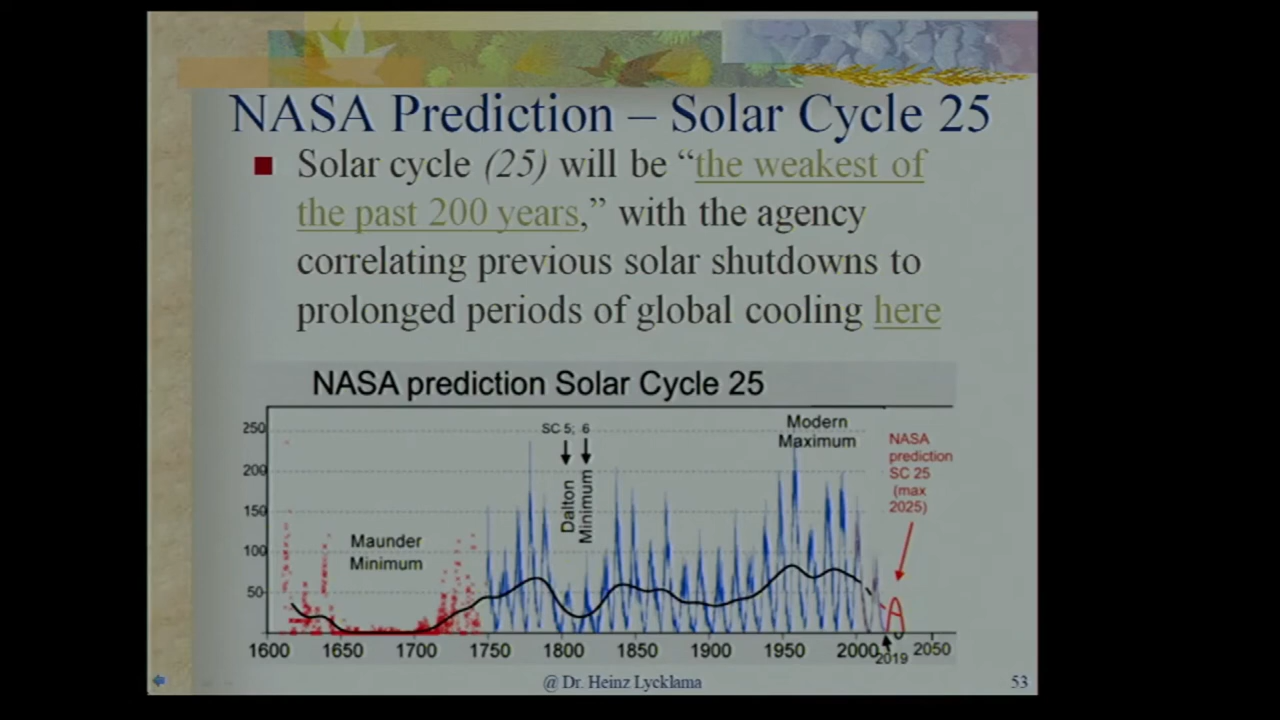 NASA Prediction – Solar Cycle 25
Solar cycle (25) will be “the weakest of
the past 200 years,” with the agency
correlating previous solar shutdowns to
prolonged periods of global cooling here
NASA prediction Solar Cycle 25
250
200
150
100
50
SC 5; 6
Dalton
Minimum
Maunder
Minimum
Modern
Maximum
NASA
prediction
SC 25
(max
2025)
1600 1650 1700 1750 1800 1850 1900 1950 2000 2019 2050
@ Dr. Heinz Lycklama
53